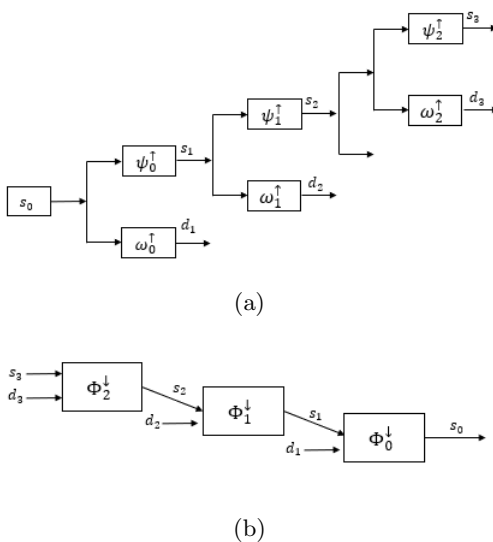 ψ₂↑ s₃
ψ₁↑ s₂ ω₂↑ d₃
ψ₀↑ s₁
s₀ ω₁↑ d₂
ω₀↑ d₁
(a)
s₃
d₃ Φ₂↓ s₂
d₂ Φ₁↓ s₁
d₁ Φ₀↓ s₀
(b)